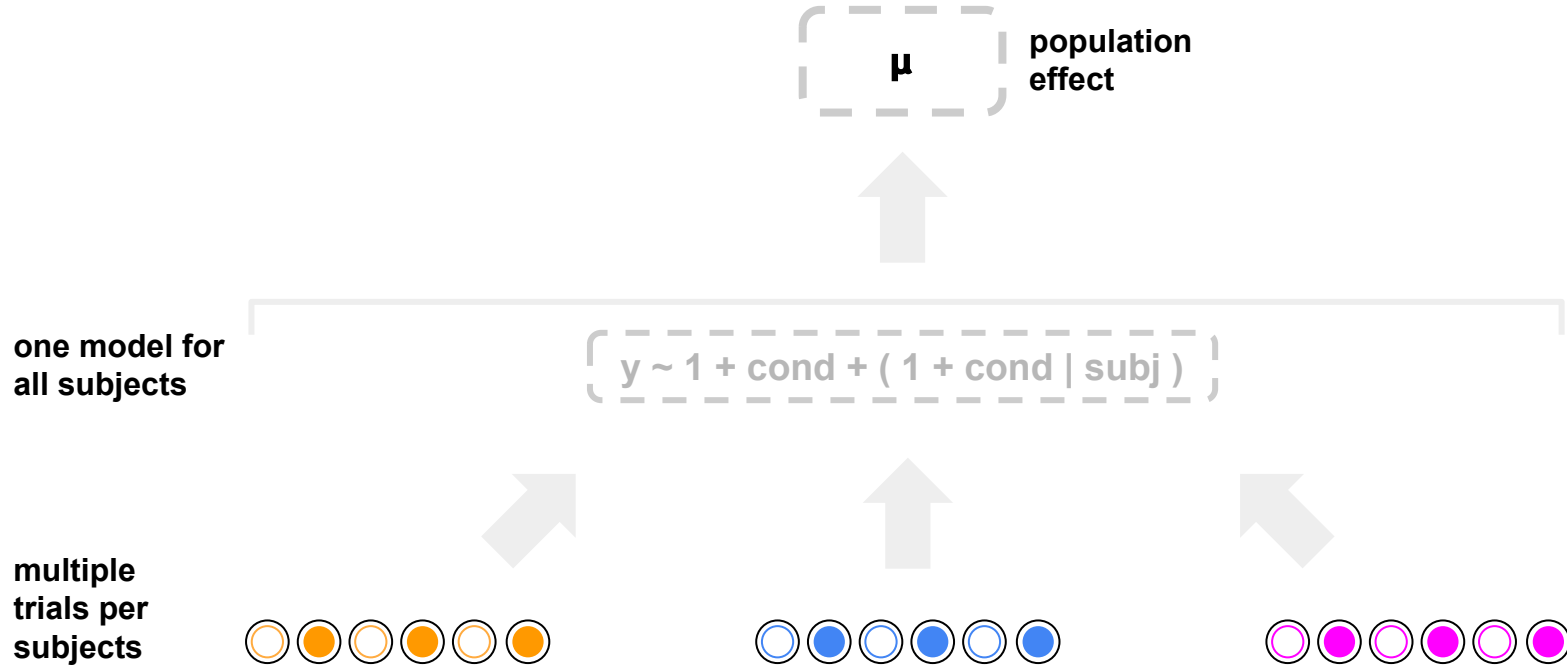 μ
population
effect
one model for
all subjects
y ~ 1 + cond + ( 1 + cond | subj )
multiple
trials per
subjects